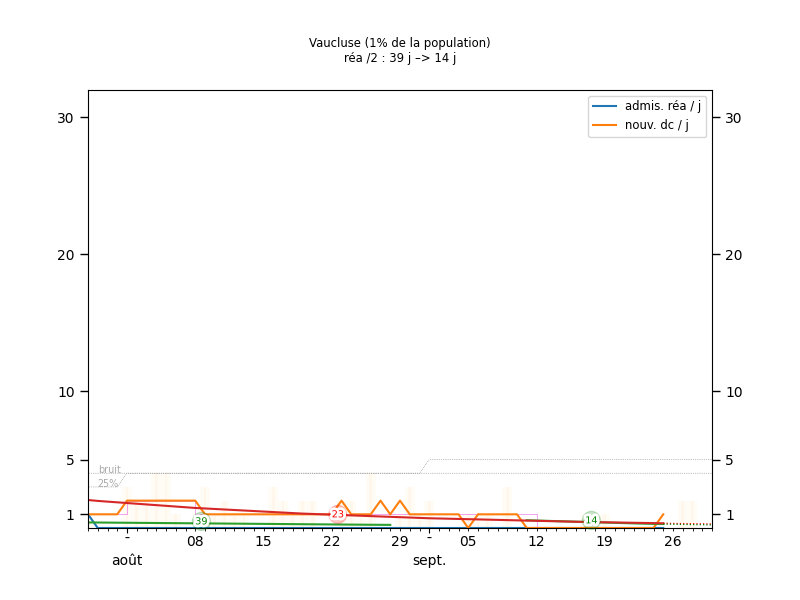 Vaucluse (1% de la population)
réa /2 : 39 j –> 14 j
admis. réa / j
nouv. dc / j
30 30
20 20
10 10
5 5
1 1
bruit
25%
39 23 14
- 08 15 22 29 - 05 12 19 26
août sept.